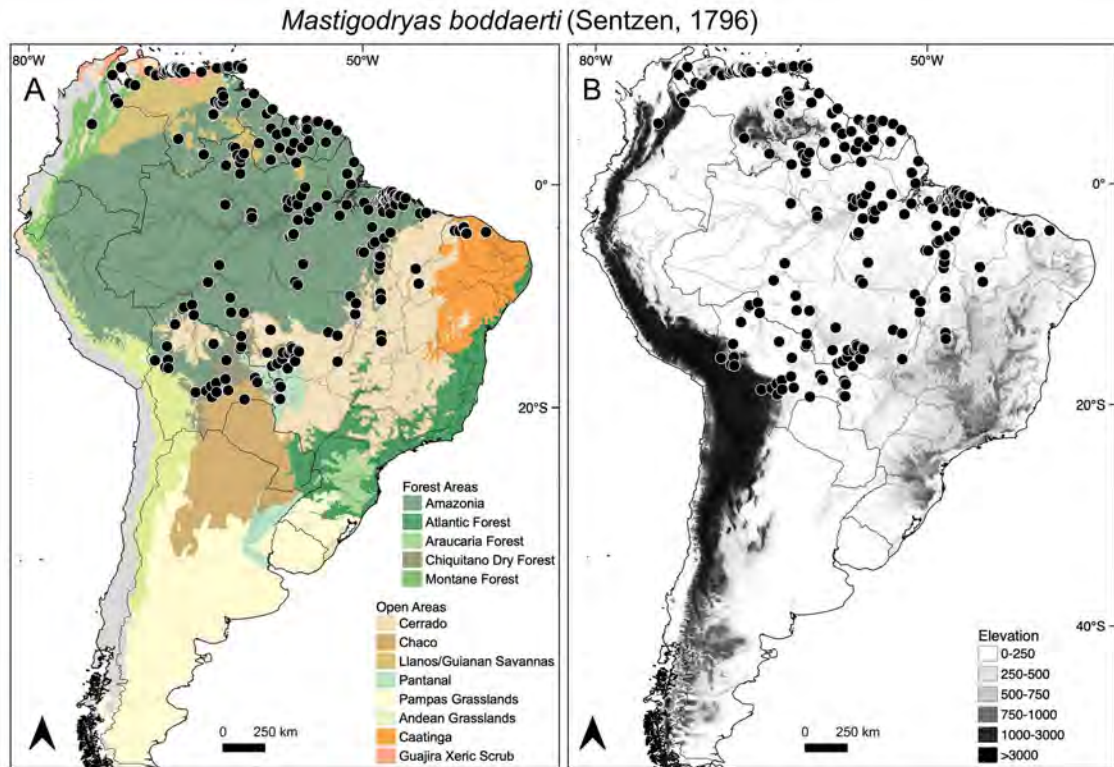 Mastigodryas boddaerti (Sentzen, 1796)
A
80°W
50°W
Forest Areas
Amazonia
Atlantic Forest
Araucaria Forest
Chiquitano Dry Forest
Montane Forest
Open Areas
Cerrado
Chaco
Llanos/Guianan Savannas
Pantanal
Pampas Grasslands
Andean Grasslands
Caatinga
Guajira Xeric Scrub
0 250 km
0°
20°S
40°S
B
80°W
50°W
Elevation
0-250
250-500
500-750
750-1000
1000-3000
>3000
0 250 km
0°
20°S
40°S